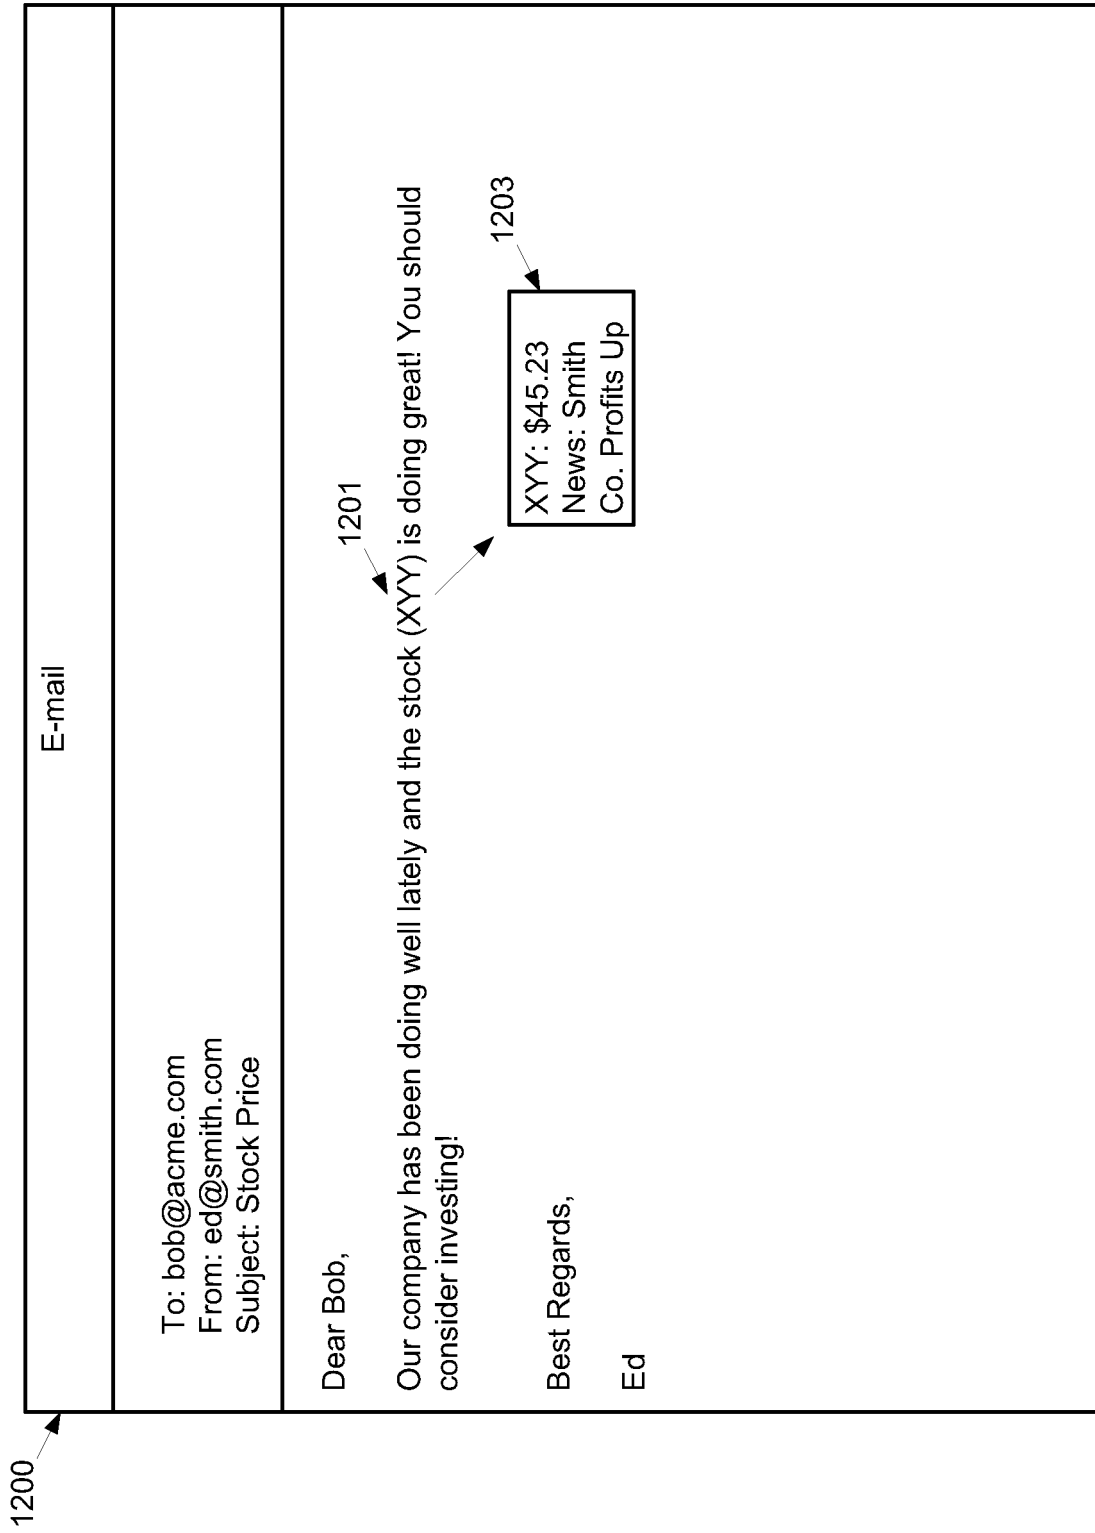 1200
E-mail
To: bob@acme.com
From: ed@smith.com
Subject: Stock Price
Dear Bob,
1201
Our company has been doing well lately and the stock (XYY) is doing great! You should
consider investing!
1203
XYY: $45.23
News: Smith
Co. Profits Up
Best Regards,
Ed